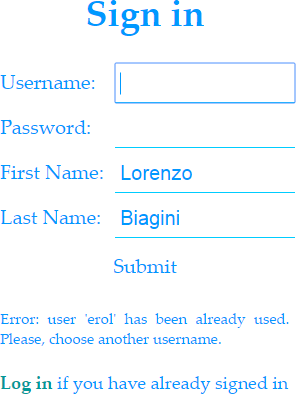 Sign in
Username:
Password:
First Name: Lorenzo
Last Name: Biagini
Submit
Error: user 'erol' has been already used.
Please, choose another username.
Log in if you have already signed in